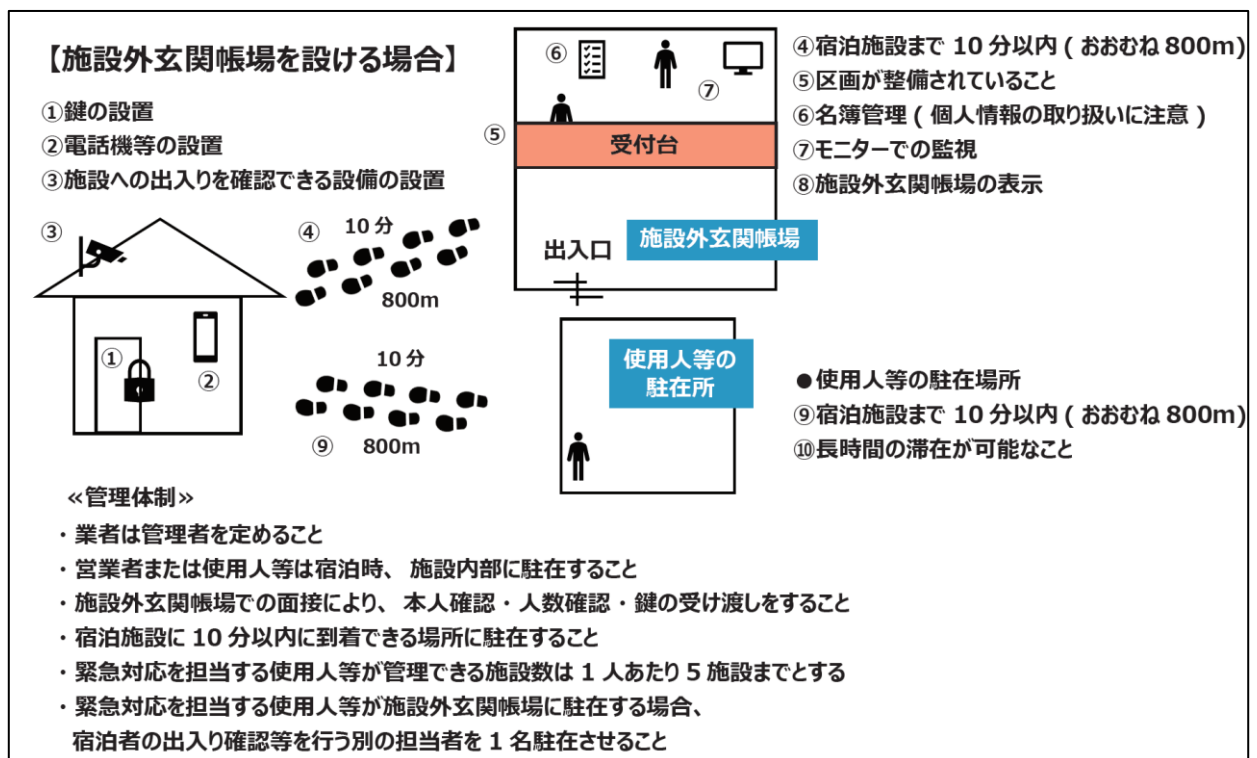 【施設外玄関帳場を設ける場合】
①鍵の設置
②電話機等の設置
③施設への出入りを確認できる設備の設置
③
①
②
④ 10 分
800m
10 分
⑨ 800m
⑥
⑦
⑤
受付台
出入口
施設外玄関帳場
使用人等の
駐在所
④宿泊施設まで 10 分以内 ( おおむね 800m)
⑤区画が整備されていること
⑥名簿管理 ( 個人情報の取り扱いに注意 )
⑦モニターでの監視
⑧施設外玄関帳場の表示
●使用人等の駐在場所
⑨宿泊施設まで 10 分以内 ( おおむね 800m)
⑩長時間の滞在が可能なこと
≪管理体制≫
・業者は管理者を定めること
・営業者または使用人等は宿泊時、 施設内部に駐在すること
・施設外玄関帳場での面接により、 本人確認・人数確認・鍵の受け渡しをすること
・宿泊施設に 10 分以内に到着できる場所に駐在すること
・緊急対応を担当する使用人等が管理できる施設数は 1 人あたり 5 施設までとする
・緊急対応を担当する使用人等が施設外玄関帳場に駐在する場合、
宿泊者の出入り確認等を行う別の担当者を 1 名駐在させること